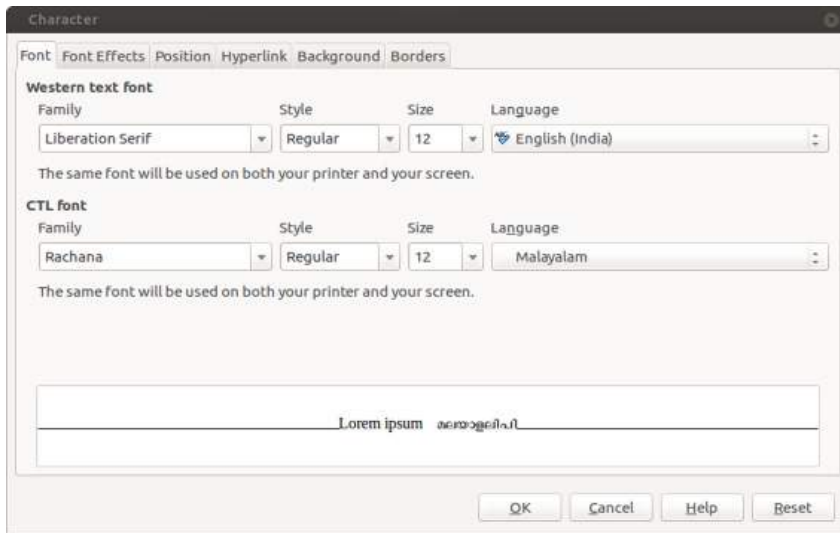 Character
Font Font Effects Position Hyperlink Background Borders
Western text font
Family Style Size Language
Liberation Serif Regular 12 English (India)
The same font will be used on both your printer and your screen.
CTL font
Family Style Size Language
Rachana Regular 12 Malayalam
The same font will be used on both your printer and your screen.
Lorem ipsum മലയാളലിപി
OK Cancel Help Reset